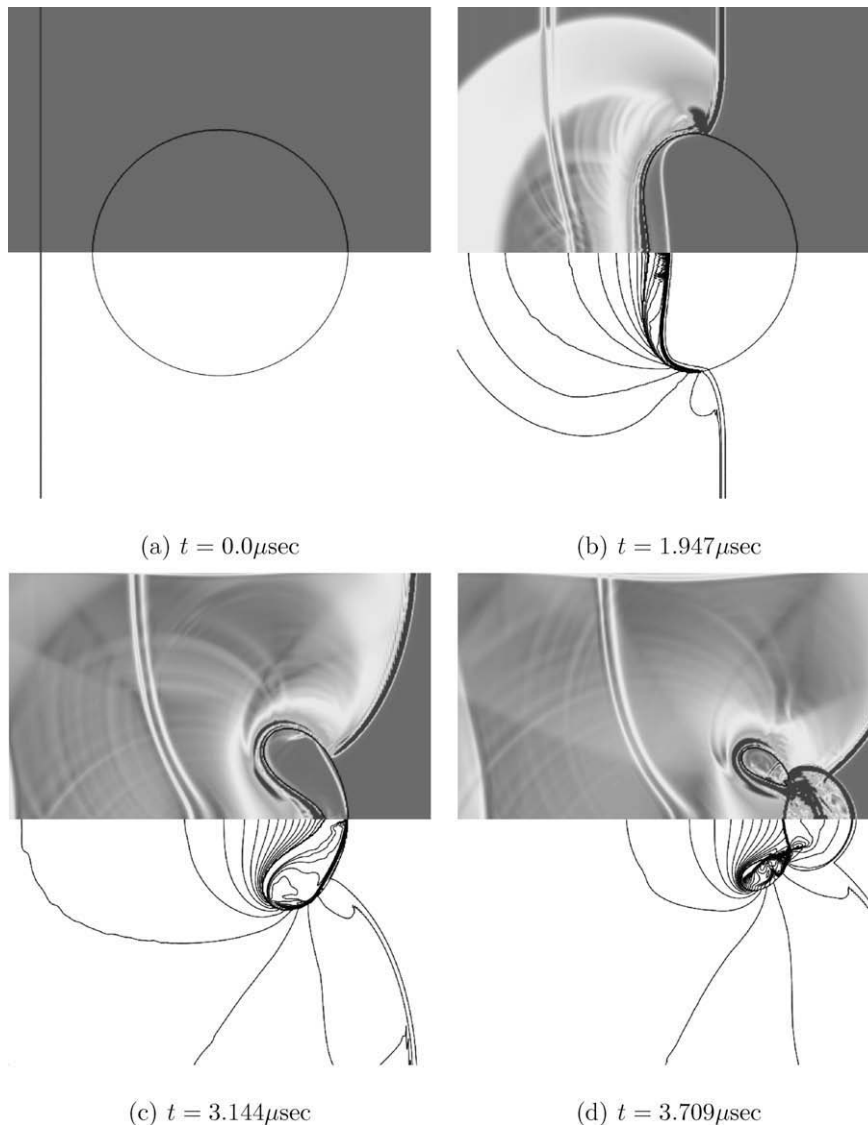 (a) t = 0.0μsec
(b) t = 1.947μsec
(c) t = 3.144μsec
(d) t = 3.709μsec